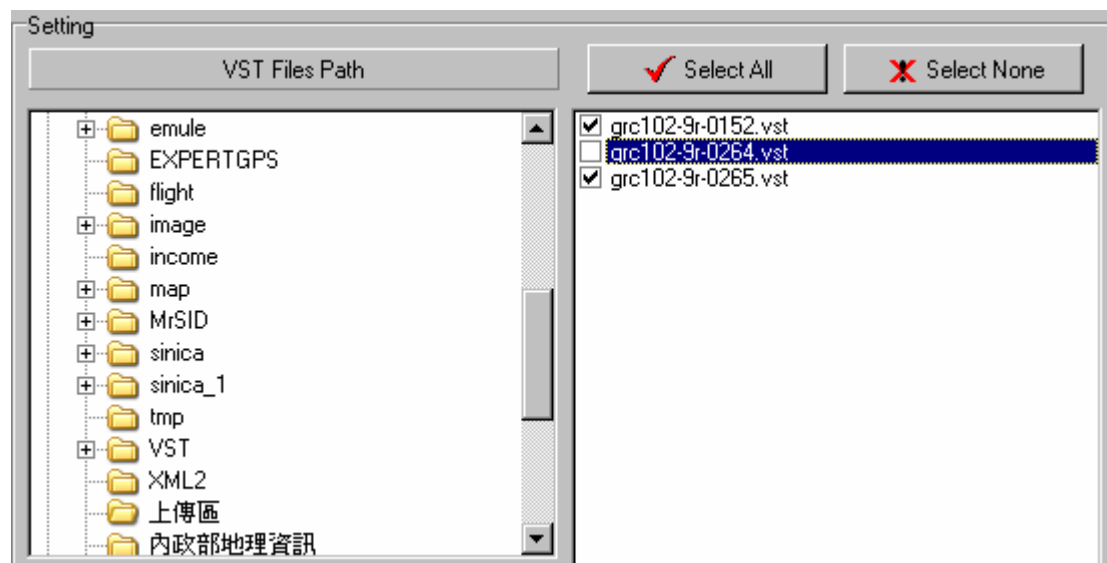 Setting
VST Files Path
Select All
Select None
emule
EXPERTGPS
flight
image
income
map
MrSID
sinica
sinica_1
tmp
VST
XML2
上傳區
內政部地理資訊
grc102-9r-0152.vst
grc102-9r-0264.vst
grc102-9r-0265.vst